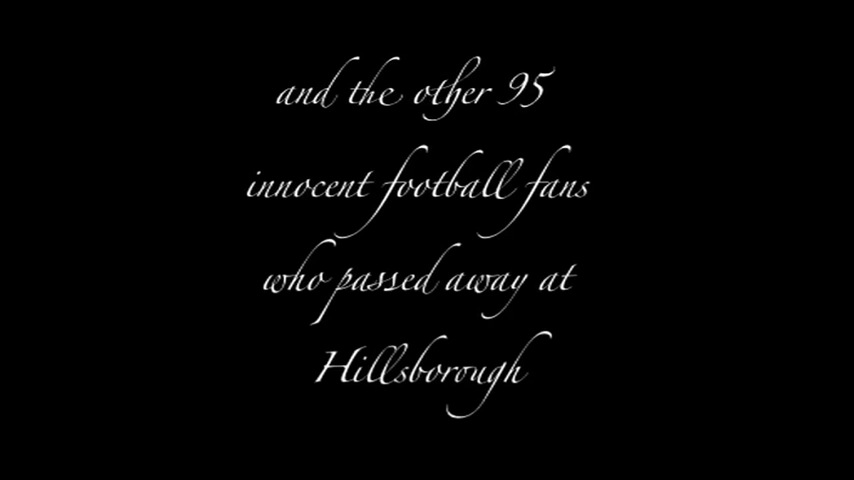 and the other 95
innocent football fans
who passed away at
Hillsborough